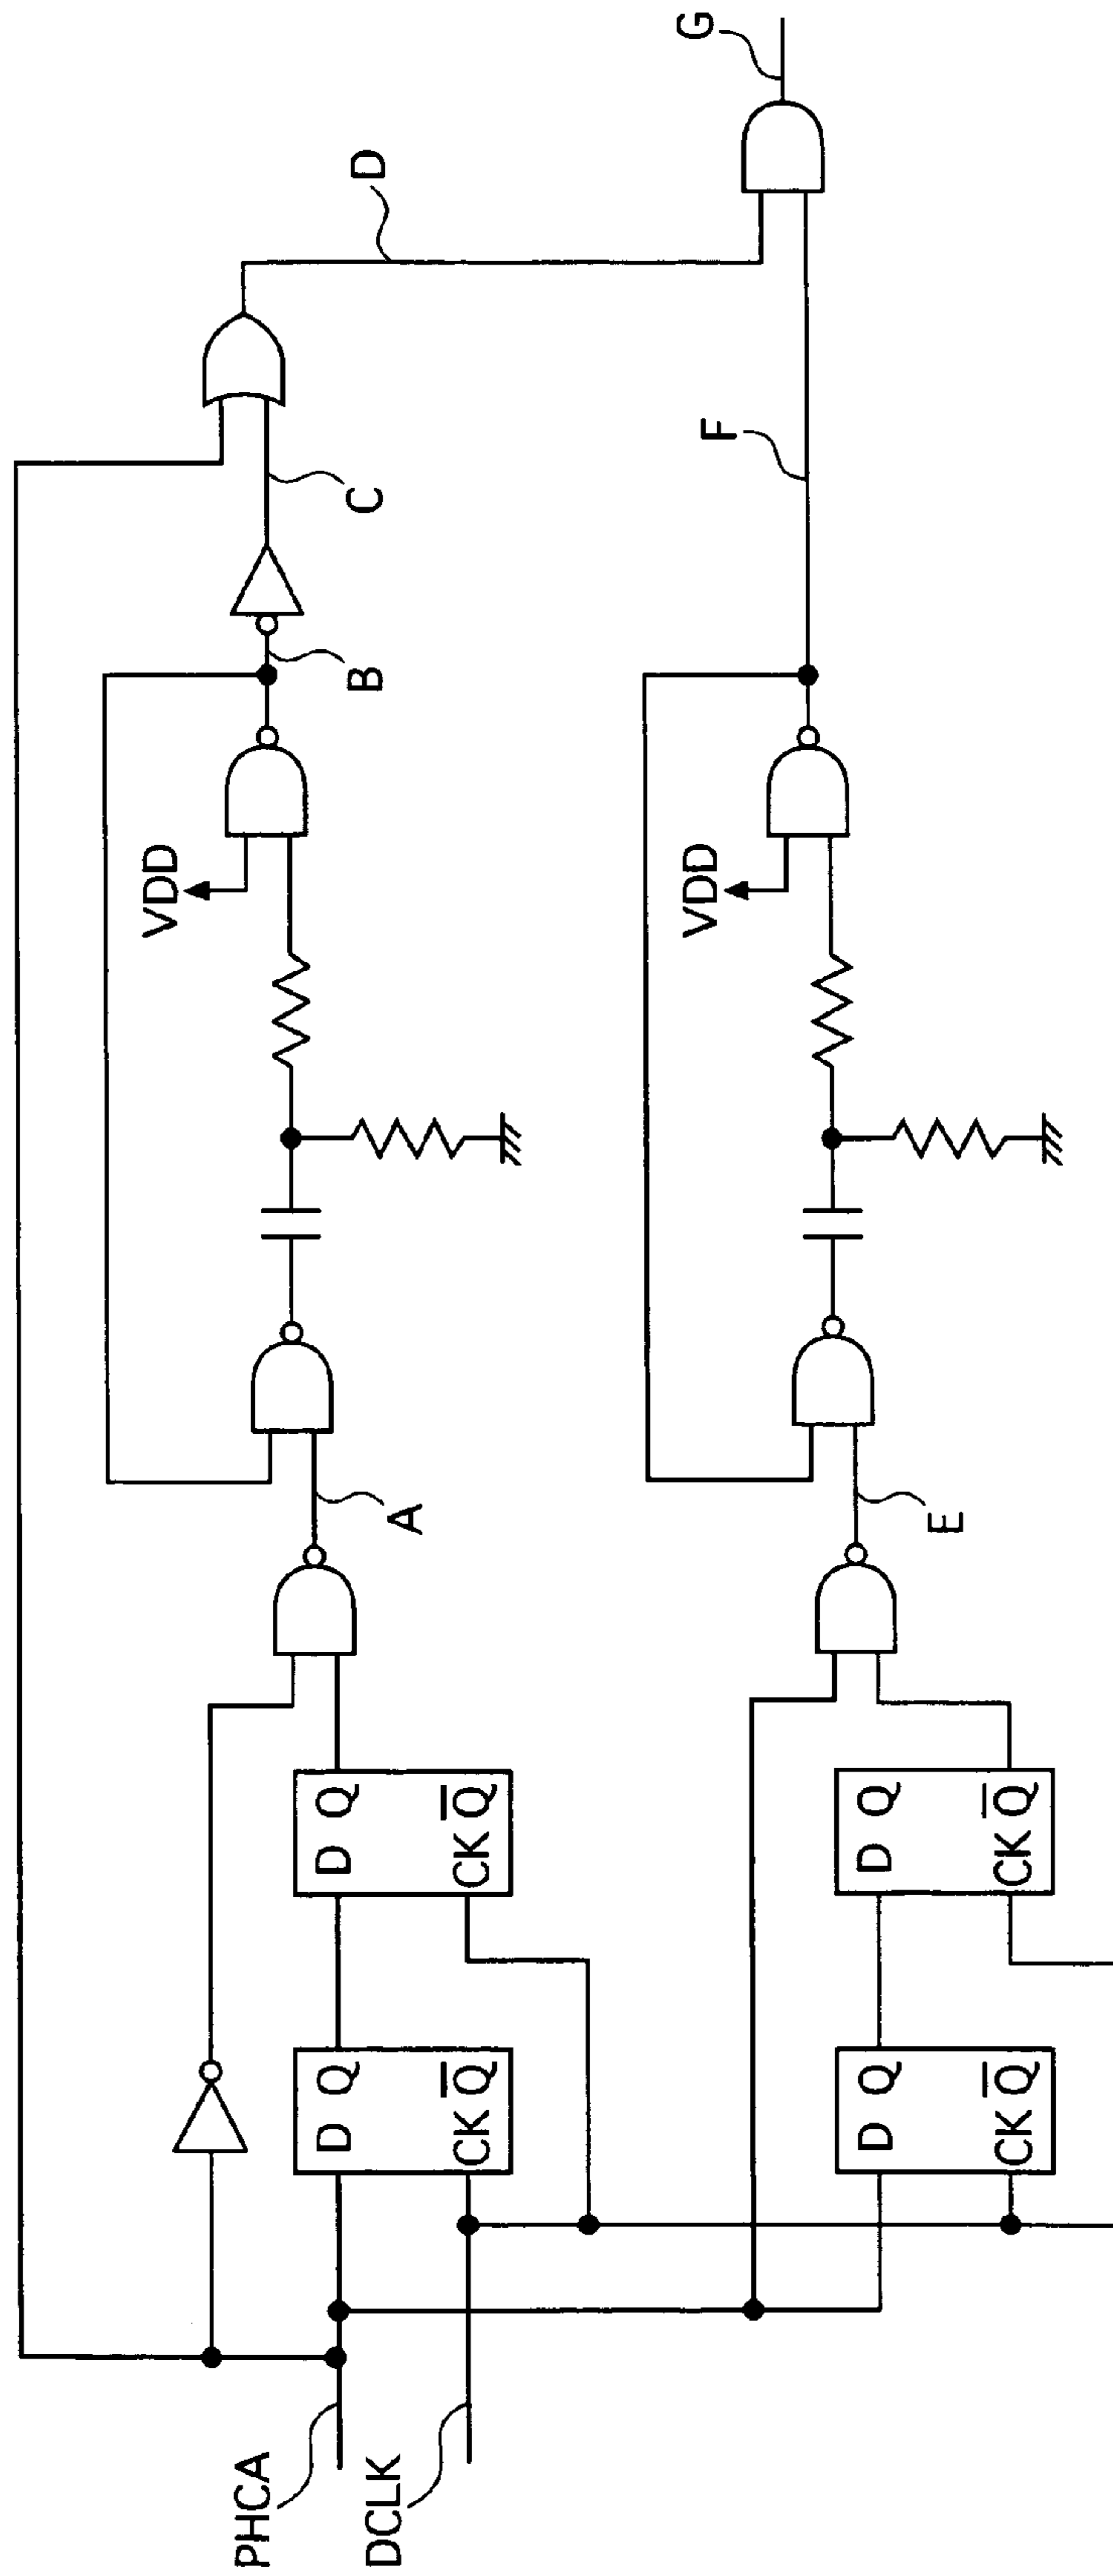 PHCA
DCLK
D Q
CK Q̅
D Q
CK Q̅
A
VDD
B
C
D
D Q
CK Q̅
D Q
CK Q̅
E
VDD
F
G